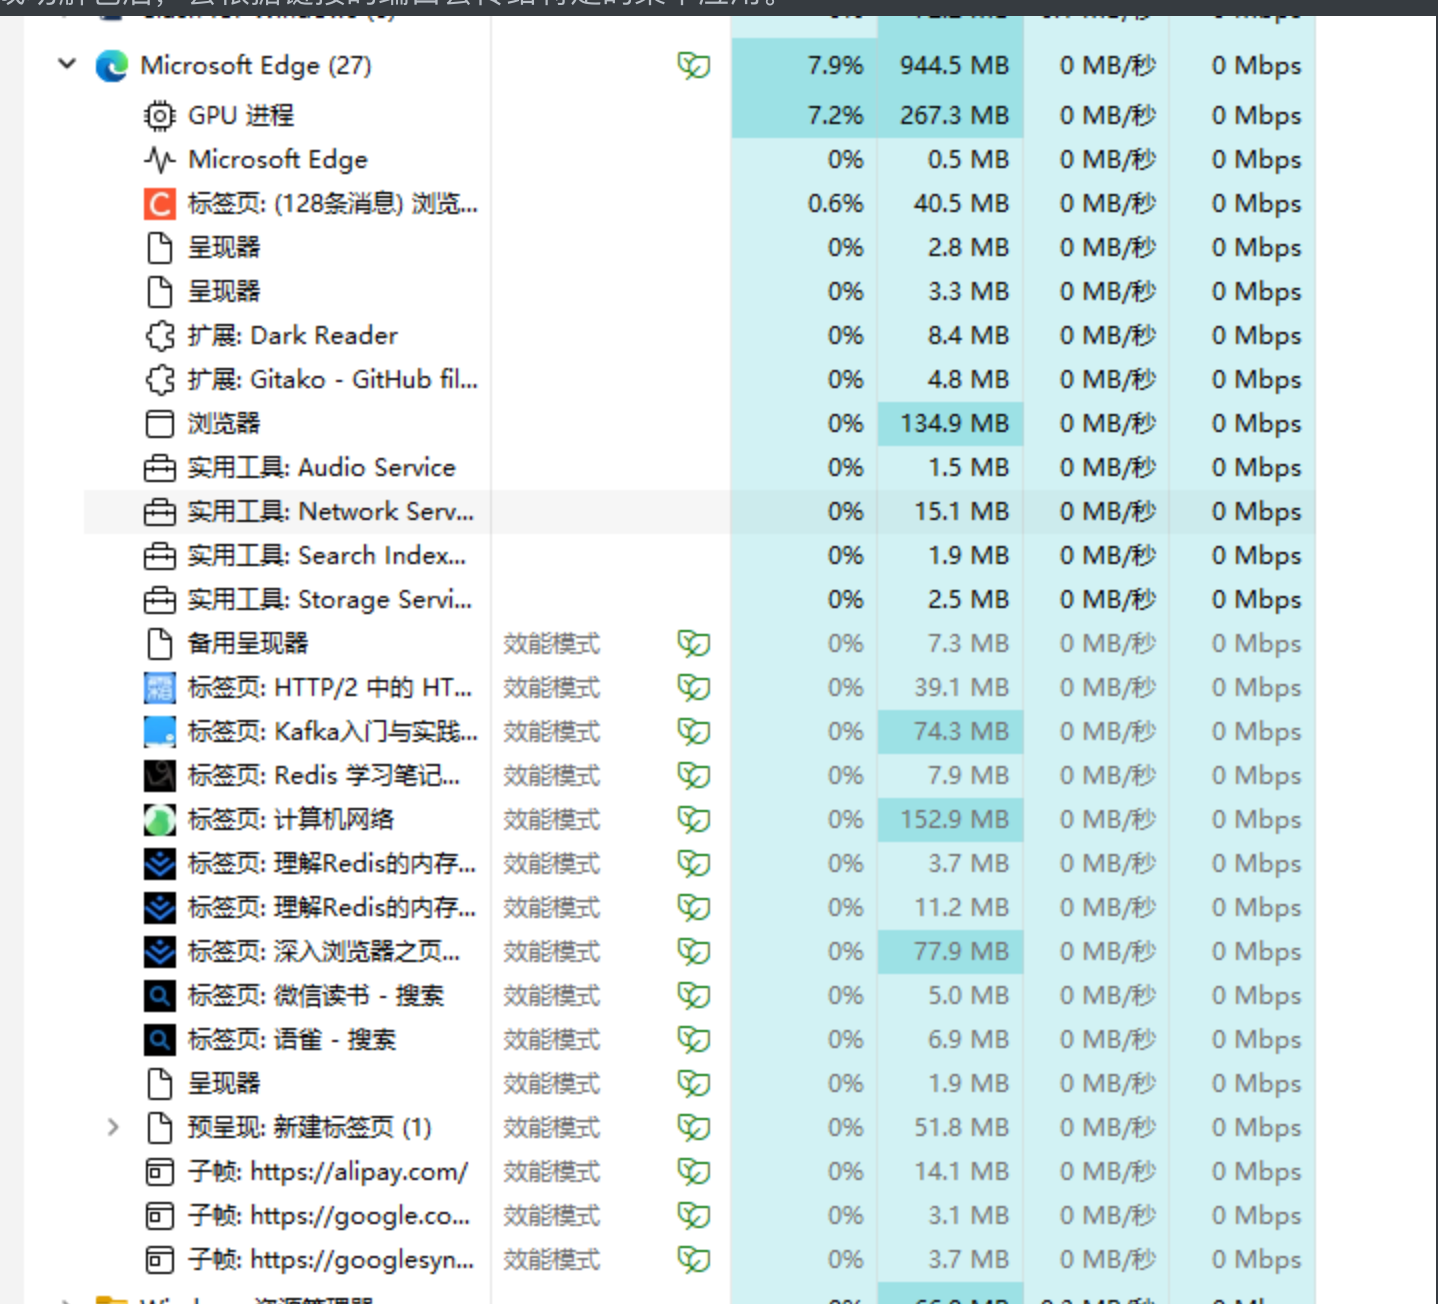 Microsoft Edge (27) 7.9% 944.5 MB 0 MB/秒 0 Mbps
GPU 进程 7.2% 267.3 MB 0 MB/秒 0 Mbps
Microsoft Edge 0% 0.5 MB 0 MB/秒 0 Mbps
标签页: (128条消息) 浏览... 0.6% 40.5 MB 0 MB/秒 0 Mbps
呈现器 0% 2.8 MB 0 MB/秒 0 Mbps
呈现器 0% 3.3 MB 0 MB/秒 0 Mbps
扩展: Dark Reader 0% 8.4 MB 0 MB/秒 0 Mbps
扩展: Gitako - GitHub fil... 0% 4.8 MB 0 MB/秒 0 Mbps
浏览器 0% 134.9 MB 0 MB/秒 0 Mbps
实用工具: Audio Service 0% 1.5 MB 0 MB/秒 0 Mbps
实用工具: Network Serv... 0% 15.1 MB 0 MB/秒 0 Mbps
实用工具: Search Index... 0% 1.9 MB 0 MB/秒 0 Mbps
实用工具: Storage Servi... 0% 2.5 MB 0 MB/秒 0 Mbps
备用呈现器 效能模式 0% 7.3 MB 0 MB/秒 0 Mbps
标签页: HTTP/2 中的 HT... 效能模式 0% 39.1 MB 0 MB/秒 0 Mbps
标签页: Kafka入门与实践... 效能模式 0% 74.3 MB 0 MB/秒 0 Mbps
标签页: Redis 学习笔记... 效能模式 0% 7.9 MB 0 MB/秒 0 Mbps
标签页: 计算机网络 效能模式 0% 152.9 MB 0 MB/秒 0 Mbps
标签页: 理解Redis的内存... 效能模式 0% 3.7 MB 0 MB/秒 0 Mbps
标签页: 理解Redis的内存... 效能模式 0% 11.2 MB 0 MB/秒 0 Mbps
标签页: 深入浏览器之页... 效能模式 0% 77.9 MB 0 MB/秒 0 Mbps
标签页: 微信读书 - 搜索 效能模式 0% 5.0 MB 0 MB/秒 0 Mbps
标签页: 语雀 - 搜索 效能模式 0% 6.9 MB 0 MB/秒 0 Mbps
呈现器 效能模式 0% 1.9 MB 0 MB/秒 0 Mbps
预呈现: 新建标签页 (1) 效能模式 0% 51.8 MB 0 MB/秒 0 Mbps
子帧: https://alipay.com/ 效能模式 0% 14.1 MB 0 MB/秒 0 Mbps
子帧: https://google.co... 效能模式 0% 3.1 MB 0 MB/秒 0 Mbps
子帧: https://googlesyn... 效能模式 0% 3.7 MB 0 MB/秒 0 Mbps